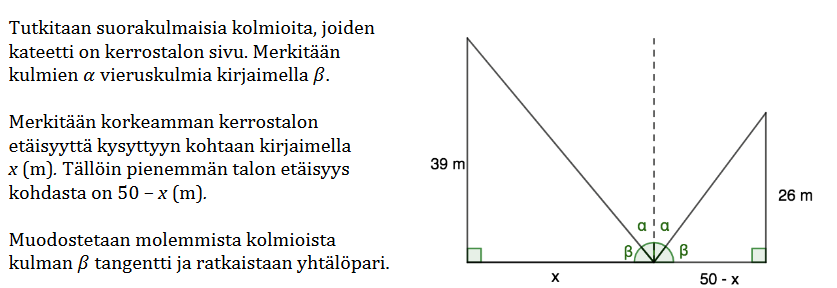 Tutkitaan suorakulmaisia kolmioita, joiden
kateetti on kerrostalon sivu. Merkitään
kulmien α vieruskulmia kirjaimella β.
Merkitään korkeamman kerrostalon
etäisyyttä kysyttyyn kohtaan kirjaimella
x (m). Tällöin pienemmän talon etäisyys
kohdasta on 50 – x (m).
Muodostetaan molemmista kolmioista
kulman β tangentti ja ratkaistaan yhtälöpari.
39 m
26 m
α α
β β
x
50 - x